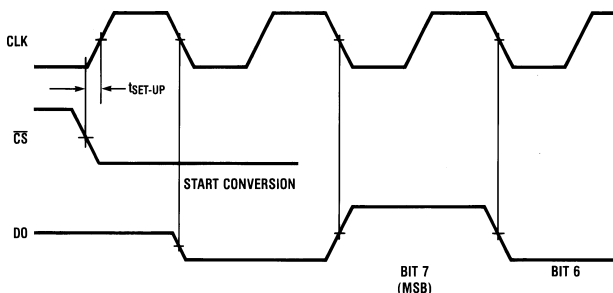 CLK
tSET-UP
CS
START CONVERSION
DO
BIT 7
(MSB)
BIT 6